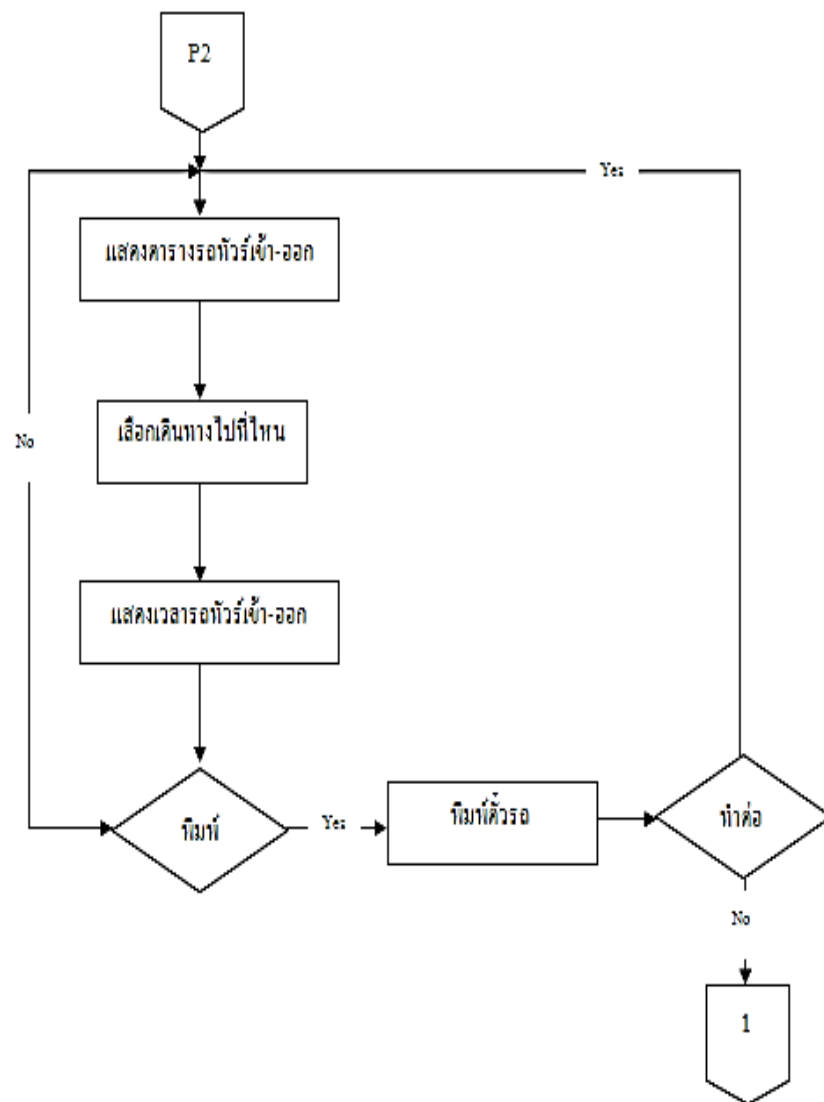 P2
Yes
แสดงตารางรถทัวร์เข้า-ออก
เลือกเดินทางไปที่ไหน
No
แสดงเวลารถทัวร์เข้า-ออก
พิมพ์
Yes
พิมพ์ตั๋วรถ
ทำต่อ
No
1